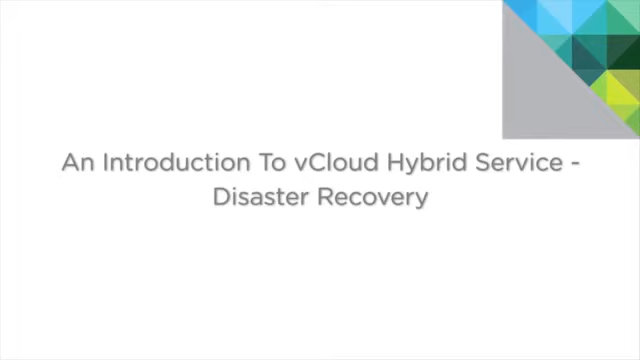 An Introduction To vCloud Hybrid Service -
Disaster Recovery